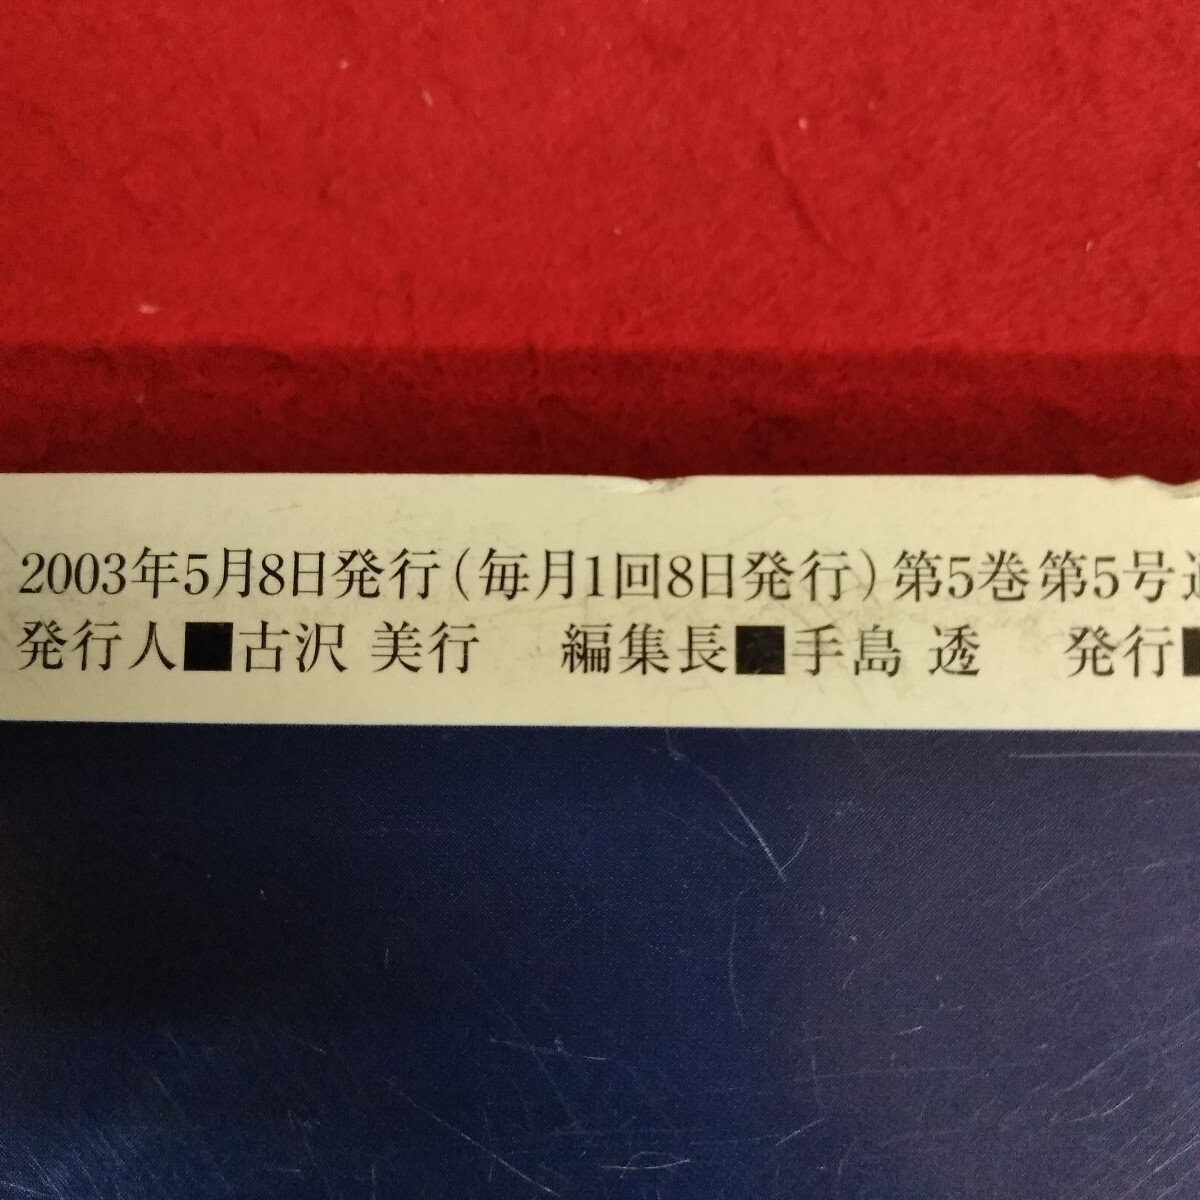 2003年5月8日発行(毎月1回8日発行)第5巻第5号通
発行人■古沢 美行　編集長■手島 透　発行■